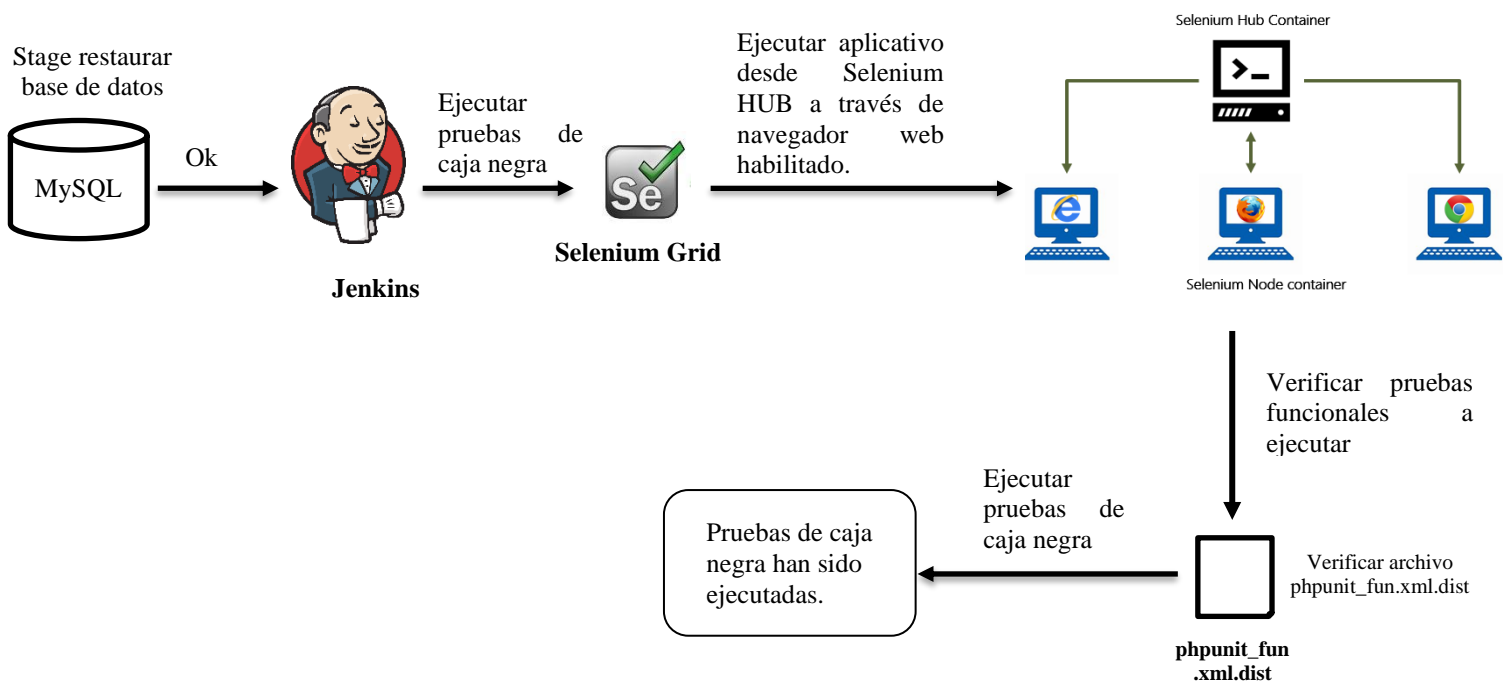 Stage restaurar
base de datos
MySQL
Ok
Jenkins
Ejecutar
pruebas de
caja negra
Se
Selenium Grid
Ejecutar aplicativo
desde Selenium
HUB a través de
navegador web
habilitado.
Selenium Hub Container
>_
Selenium Node container
Verificar pruebas
funcionales a
ejecutar
Verificar archivo
phpunit_fun.xml.dist
phpunit_fun
.xml.dist
Ejecutar
pruebas de
caja negra
Pruebas de caja
negra han sido
ejecutadas.